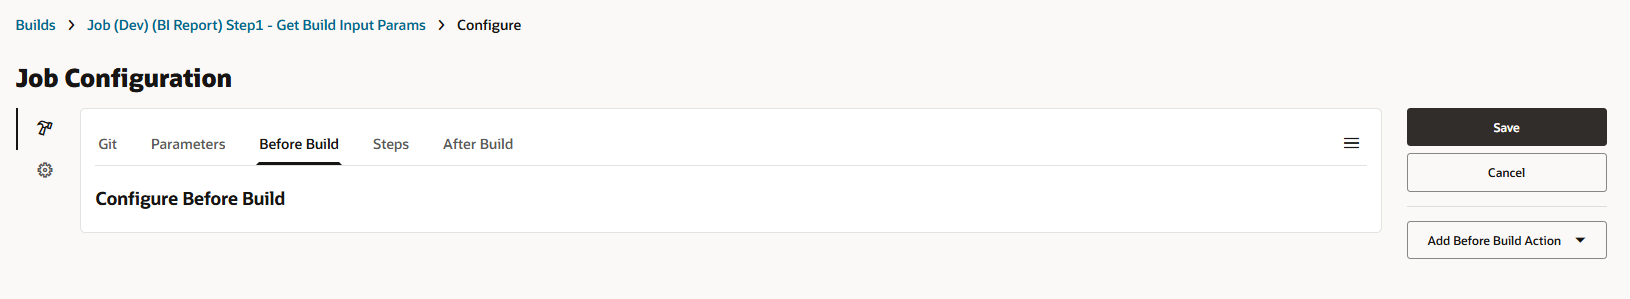 Builds > Job (Dev) (BI Report) Step1 - Get Build Input Params > Configure
Job Configuration
Git Parameters Before Build Steps After Build
Configure Before Build
Save
Cancel
Add Before Build Action